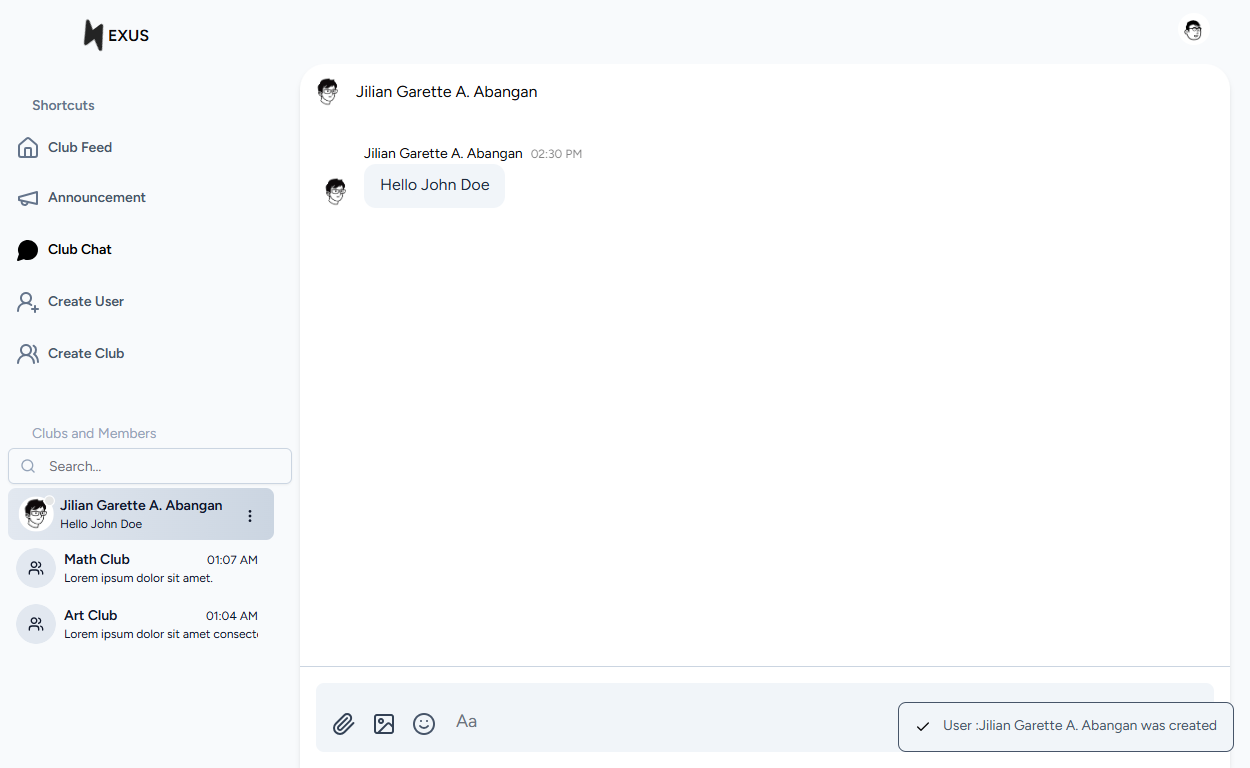 EXUS
Shortcuts
Club Feed
Announcement
Club Chat
Create User
Create Club
Clubs and Members
Search...
Jilian Garette A. Abangan
Hello John Doe
Math Club 01:07 AM
Lorem ipsum dolor sit amet.
Art Club 01:04 AM
Lorem ipsum dolor sit amet consect
Jilian Garette A. Abangan
Jilian Garette A. Abangan 02:30 PM
Hello John Doe
Aa
User :Jilian Garette A. Abangan was created